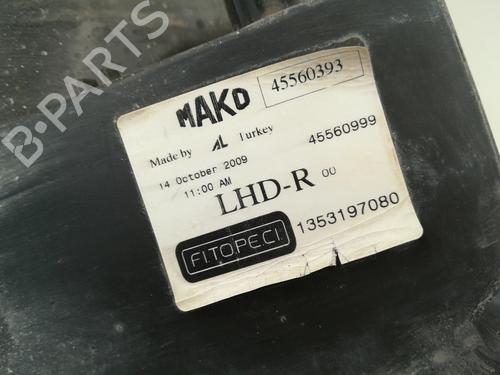 B-PARTS
MAKO 45560393
Made by AL Turkey 45560999
14 October 2009
11:00 AM
LHD-R 00
FITOPECI 1353197080